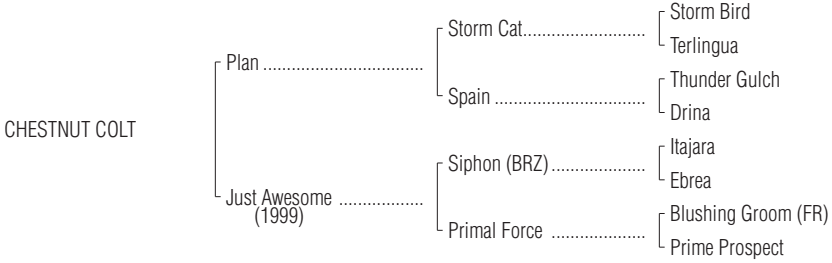 Storm Bird
Storm Cat..........................
Terlingua
Plan .................................
Thunder Gulch
Spain ................................
Drina
CHESTNUT COLT
Itajara
Siphon (BRZ)....................
Ebrea
Just Awesome ..................
(1999)
Blushing Groom (FR)
Primal Force ....................
Prime Prospect